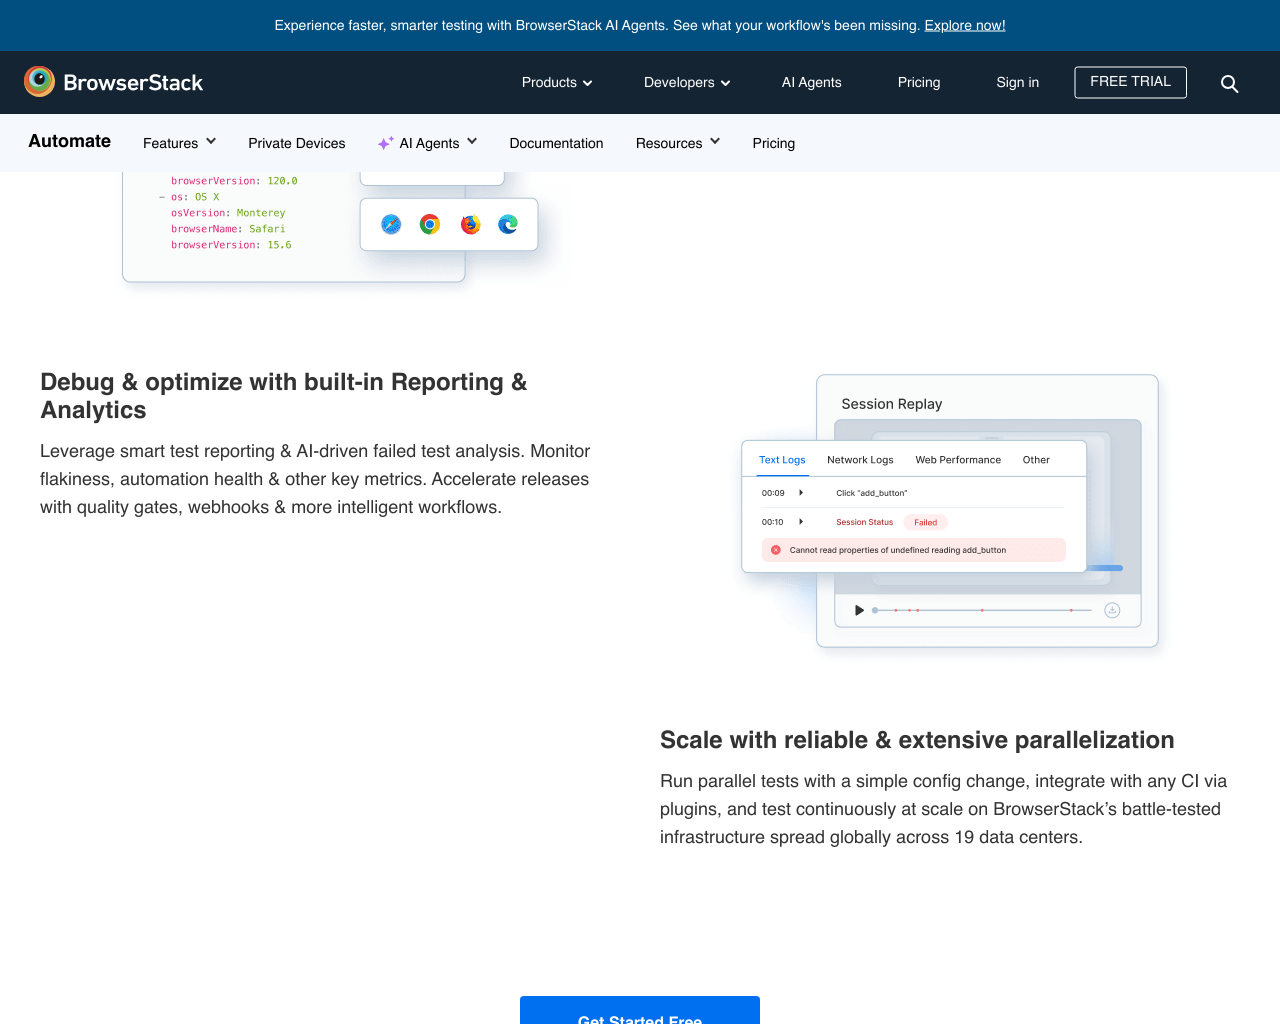 Experience faster, smarter testing with BrowserStack AI Agents. See what your workflow's been missing. Explore now!
BrowserStack
Products
Developers
AI Agents
Pricing
Sign in
FREE TRIAL
Automate
Features
Private Devices
AI Agents
Documentation
Resources
Pricing
browserVersion: 120.0
- os: OS X
osVersion: Monterey
browserName: Safari
browserVersion: 15.6
Debug & optimize with built-in Reporting &
Analytics
Leverage smart test reporting & AI-driven failed test analysis. Monitor
flakiness, automation health & other key metrics. Accelerate releases
with quality gates, webhooks & more intelligent workflows.
Session Replay
Text Logs
Network Logs
Web Performance
Other
00:09
Click "add_button"
00:10
Session Status
Failed
Cannot read properties of undefined reading add_button
Scale with reliable & extensive parallelization
Run parallel tests with a simple config change, integrate with any CI via
plugins, and test continuously at scale on BrowserStack’s battle-tested
infrastructure spread globally across 19 data centers.
Get Started Free